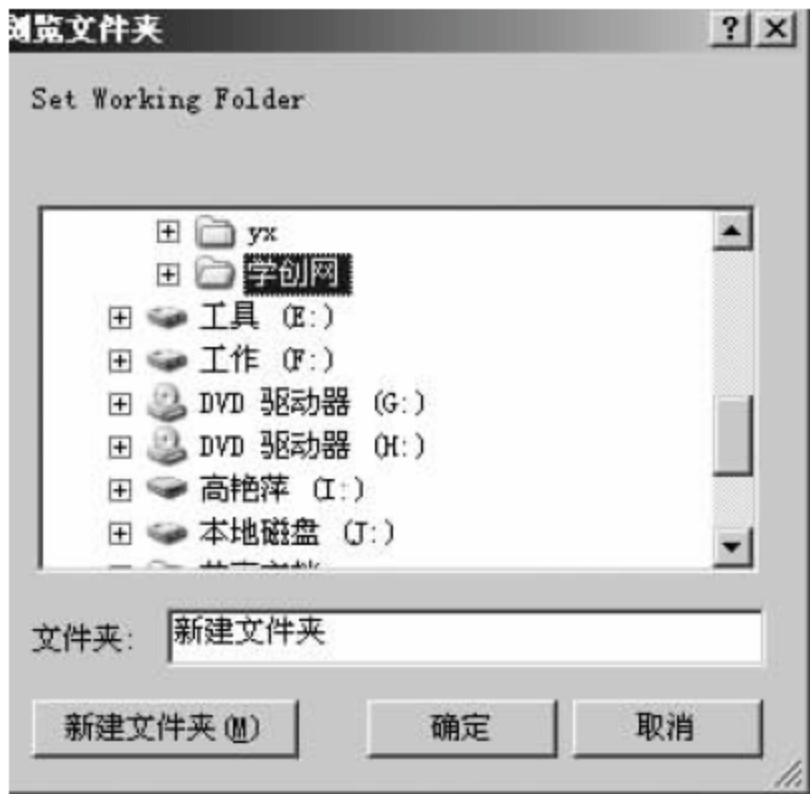 浏览文件夹
Set Working Folder
yx
学创网
工具 (E:)
工作 (F:)
DVD 驱动器 (G:)
DVD 驱动器 (H:)
高艳萍 (I:)
本地磁盘 (J:)
文件夹: 新建文件夹
新建文件夹(M) 确定 取消